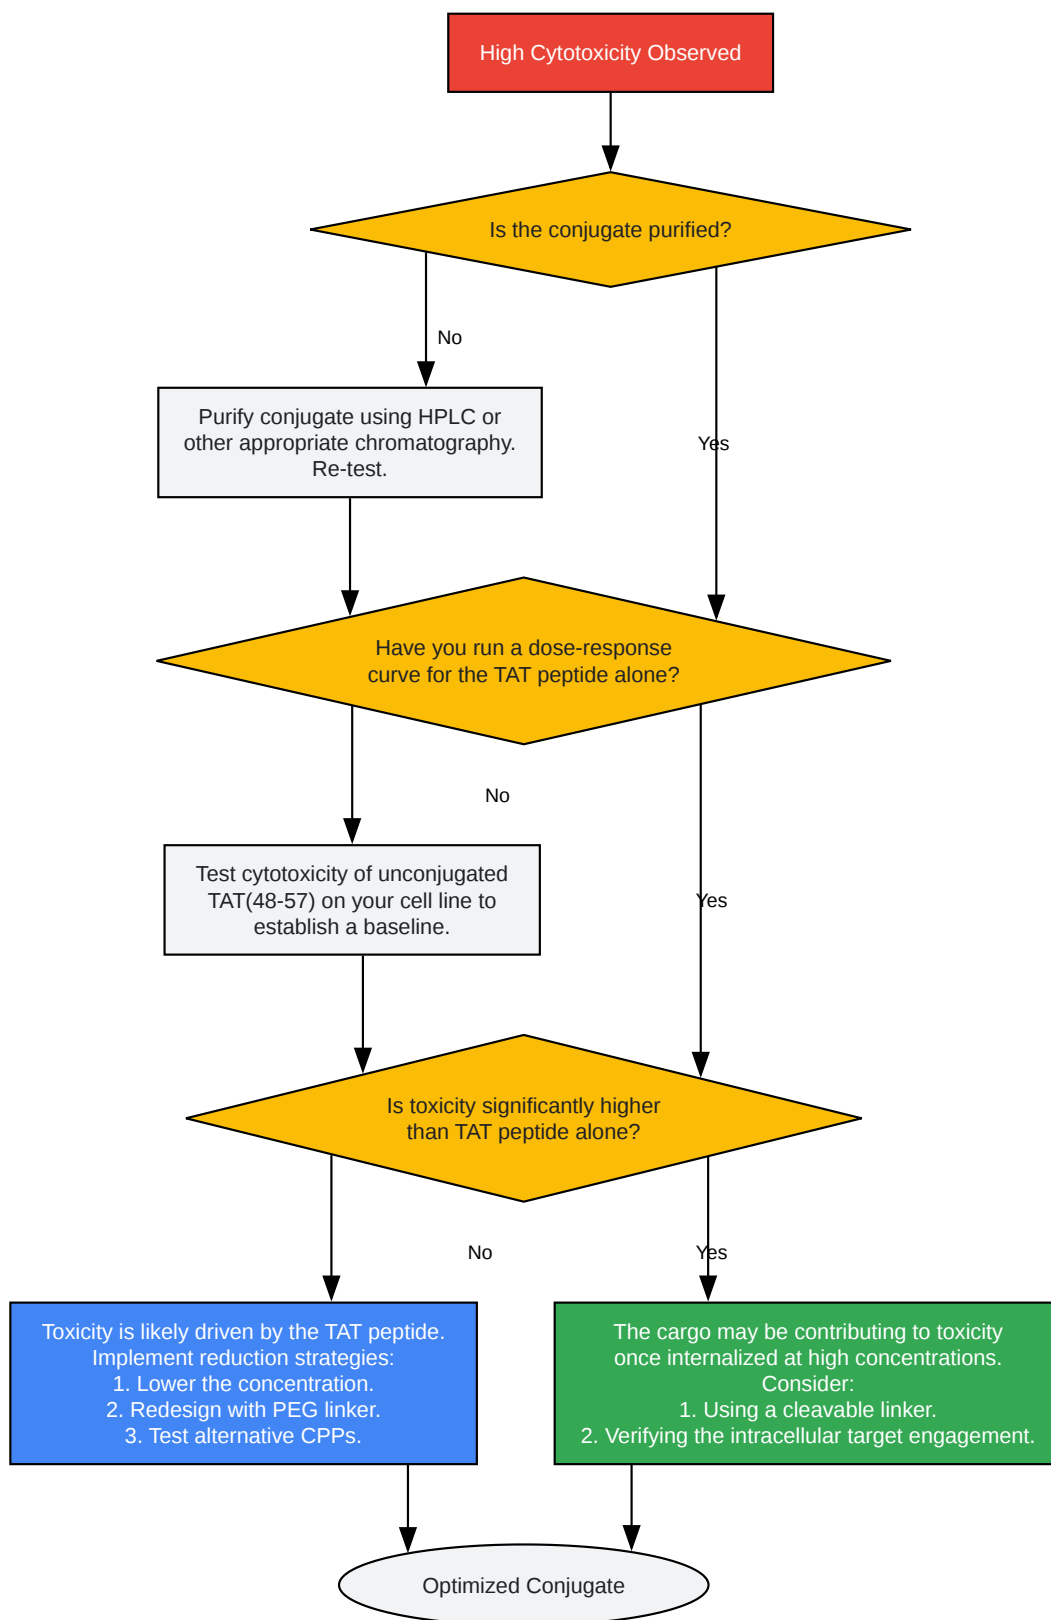 High Cytotoxicity Observed
Is the conjugate purified?
No
Purify conjugate using HPLC or
other appropriate chromatography.
Re-test.
Yes
Have you run a dose-response
curve for the TAT peptide alone?
No
Test cytotoxicity of unconjugated
TAT(48-57) on your cell line to
establish a baseline.
Yes
Is toxicity significantly higher
than TAT peptide alone?
No
Yes
Toxicity is likely driven by the TAT peptide.
Implement reduction strategies:
1. Lower the concentration.
2. Redesign with PEG linker.
3. Test alternative CPPs.
The cargo may be contributing to toxicity
once internalized at high concentrations.
Consider:
1. Using a cleavable linker.
2. Verifying the intracellular target engagement.
Optimized Conjugate